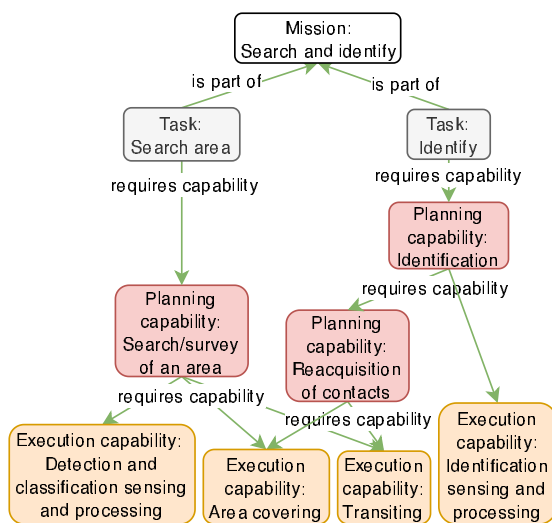 Mission:
Search and identify
is part of
is part of
Task:
Search area
Task:
Identify
requires capability
requires capability
Planning
capability:
Identification
requires capability
Planning
capability:
Search/survey
of an area
Planning
capability:
Reacquisition
of contacts
requires capability
requires capability
Execution capability:
Detection and
classification sensing
and processing
Execution
capability:
Area covering
Execution
capability:
Transiting
Execution
capability:
Identification
sensing and
processing